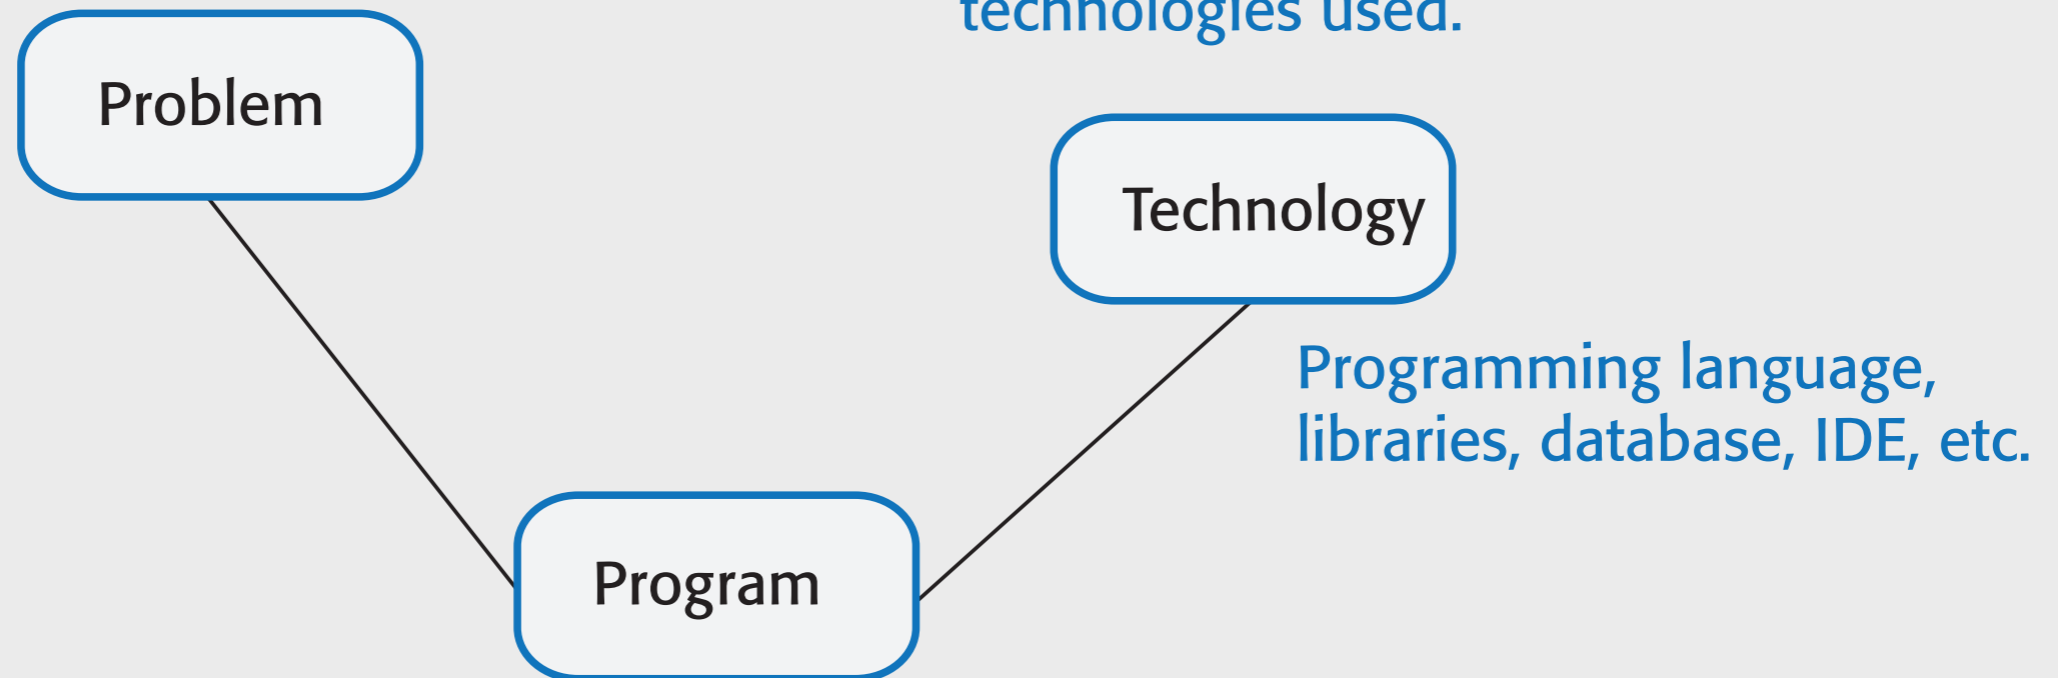 technologies used.
Problem
Technology
Programming language,
libraries, database, IDE, etc.
Program